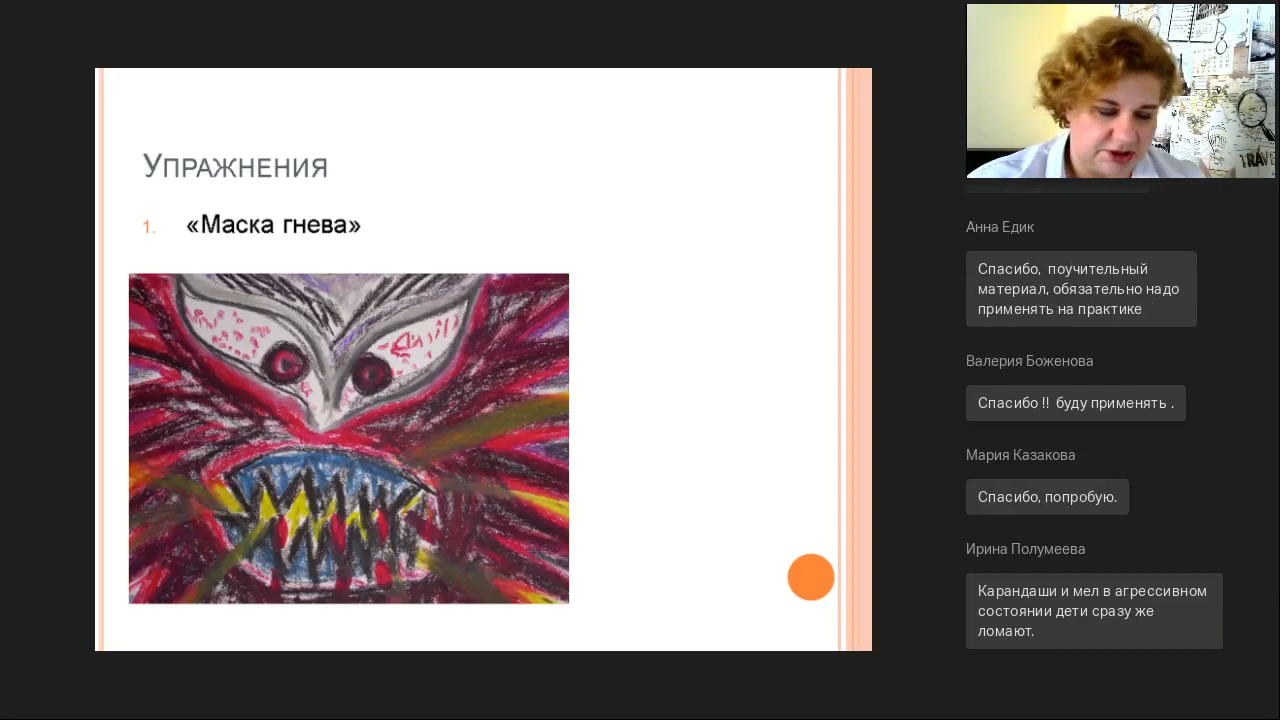 УПРАЖНЕНИЯ
1. «Маска гнева»
TRAVE
Анна Едик
Спасибо, поучительный
материал, обязательно надо
применять на практике
Валерия Боженова
Спасибо !! буду применять .
Мария Казакова
Спасибо, попробую.
Ирина Полумеева
Карандаши и мел в агрессивном
состоянии дети сразу же
ломают.